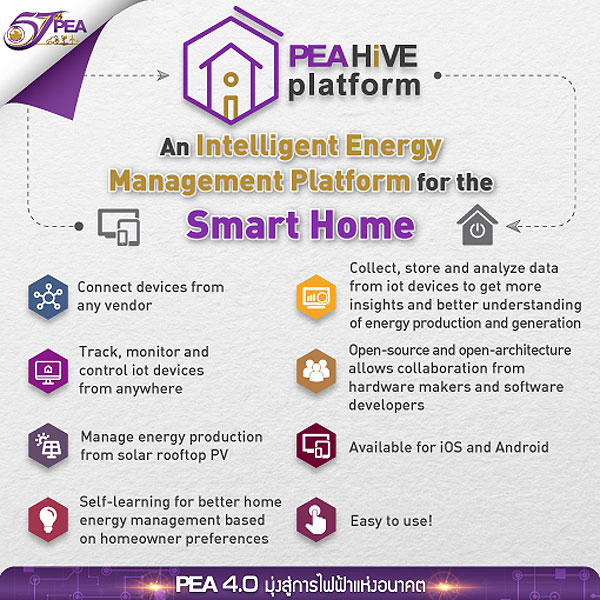 57 PEA
PEA HiVE
platform
An Intelligent Energy
Management Platform for the
Smart Home
Connect devices from
any vendor
Track, monitor and
control iot devices
from anywhere
Manage energy production
from solar rooftop PV
Self-learning for better home
energy management based
on homeowner preferences
Collect, store and analyze data
from iot devices to get more
insights and better understanding
of energy production and generation
Open-source and open-architecture
allows collaboration from
hardware makers and software
developers
Available for iOS and Android
Easy to use!
PEA 4.0 มุ่งสู่การไฟฟ้าแห่งอนาคต